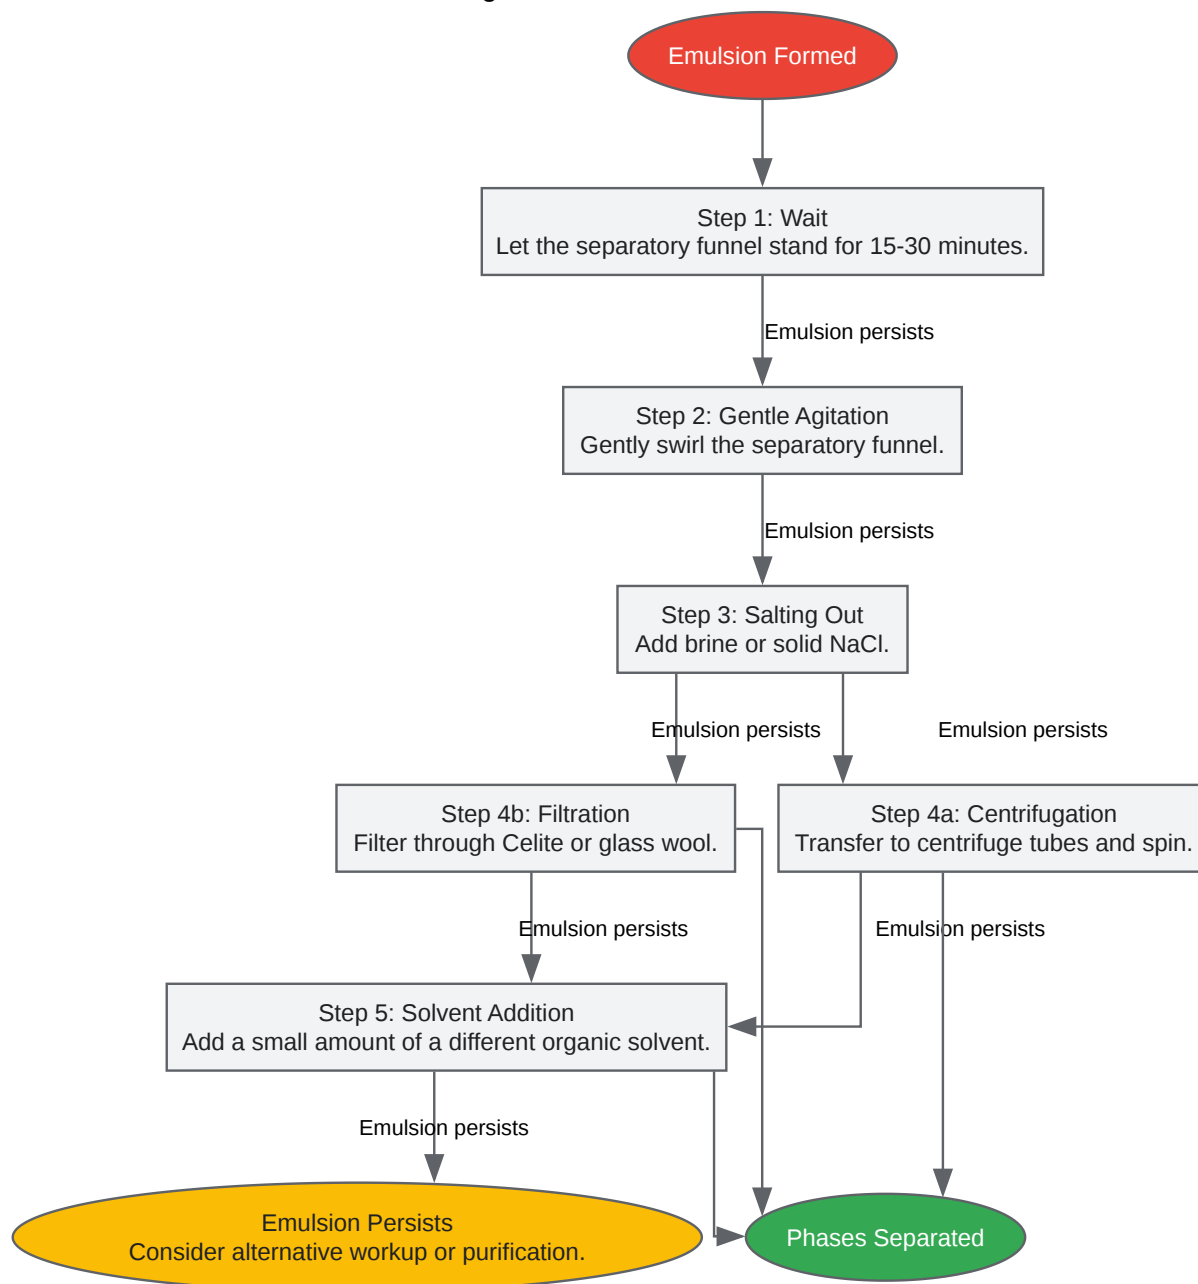 Emulsion Formed
Step 1: Wait
Let the separatory funnel stand for 15-30 minutes.
Emulsion persists
Step 2: Gentle Agitation
Gently swirl the separatory funnel.
Emulsion persists
Step 3: Salting Out
Add brine or solid NaCl.
Emulsion persists
Emulsion persists
Step 4b: Filtration
Filter through Celite or glass wool.
Step 4a: Centrifugation
Transfer to centrifuge tubes and spin.
Emulsion persists
Emulsion persists
Step 5: Solvent Addition
Add a small amount of a different organic solvent.
Emulsion persists
Emulsion Persists
Consider alternative workup or purification.
Phases Separated